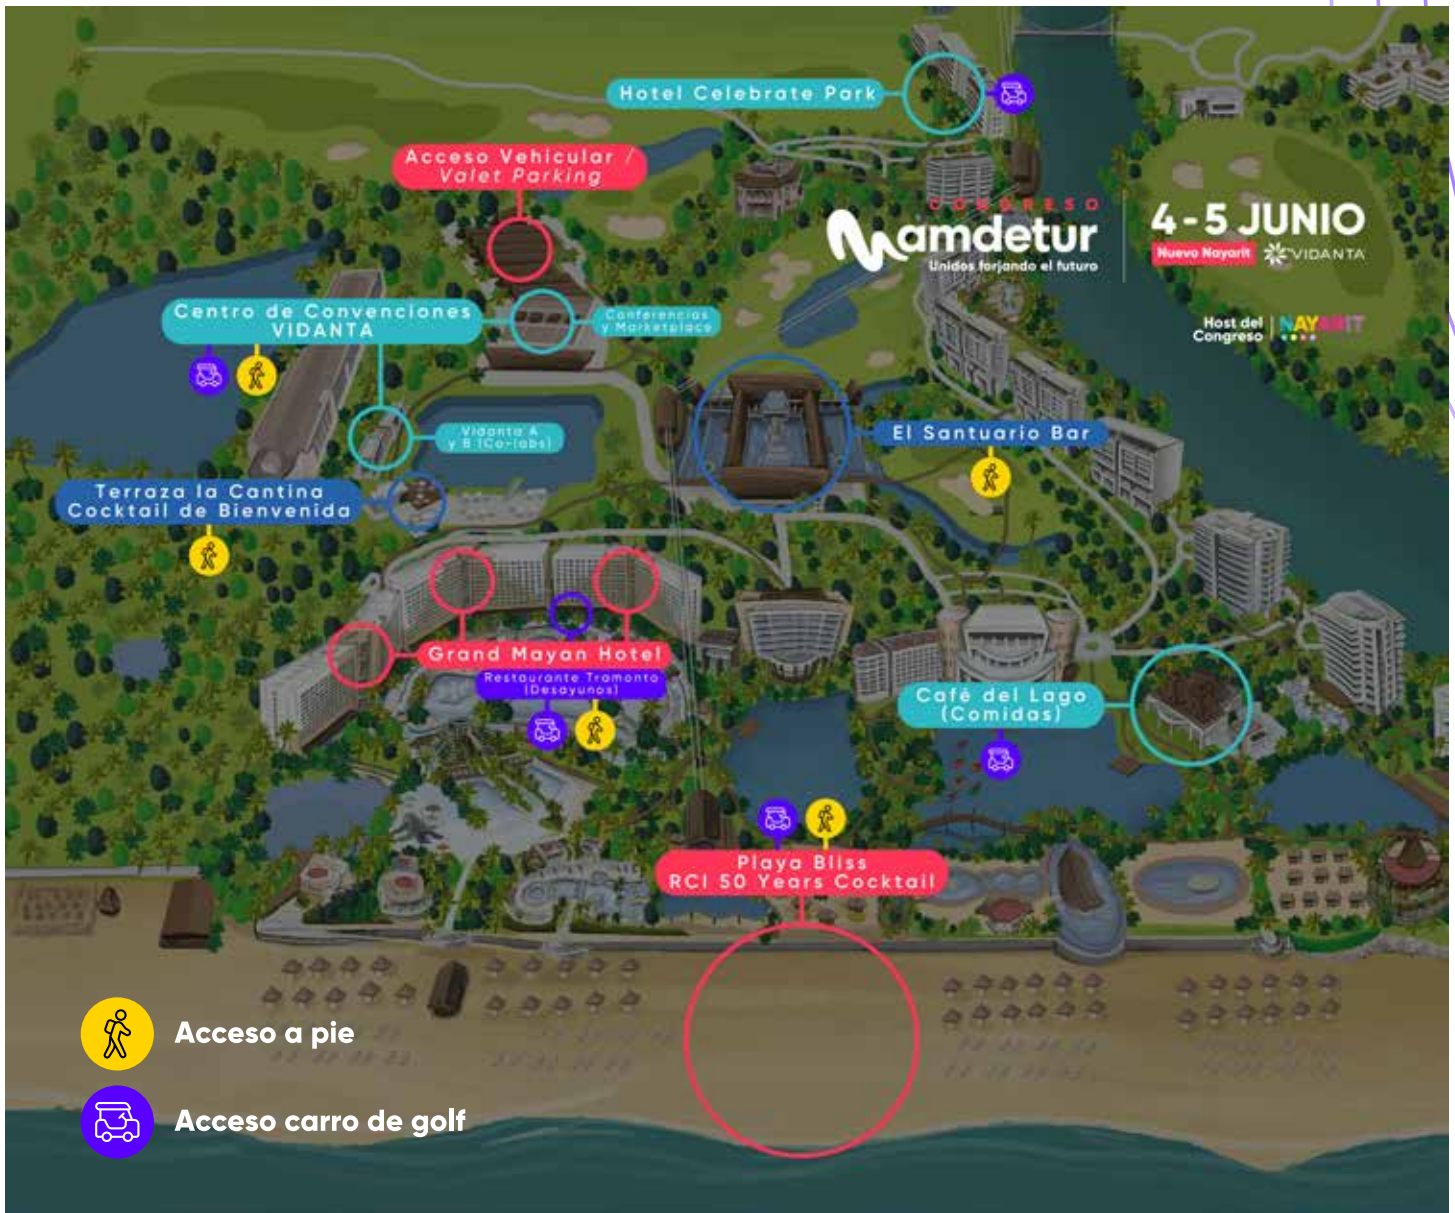 Hotel Celebrate Park
Acceso Vehicular /
Valet Parking
CONGRESO
amdetur
Unidos forjando el futuro
4 - 5 JUNIO
Nuevo Nayarit
VIDANTA
Host del
Congreso
NAYARIT
Centro de Convenciones
VIDANTA
Conferencias
y Marketplace
Vidanta A
y B (Co-labs)
El Santuario Bar
Terraza la Cantina
Cocktail de Bienvenida
Grand Mayan Hotel
Restaurante Tramonto
(Desayunos)
Café del Lago
(Comidas)
Playa Bliss
RCI 50 Years Cocktail
Acceso a pie
Acceso carro de golf